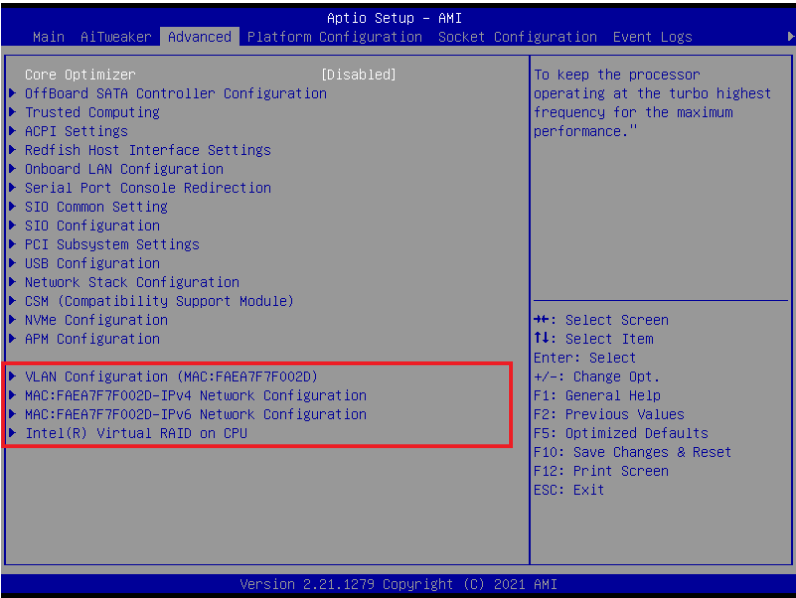 Aptio Setup – AMI
Main AiTweaker Advanced Platform Configuration Socket Configuration Event Logs
Core Optimizer [Disabled]
OffBoard SATA Controller Configuration
Trusted Computing
ACPI Settings
Redfish Host Interface Settings
Onboard LAN Configuration
Serial Port Console Redirection
SIO Common Setting
SIO Configuration
PCI Subsystem Settings
USB Configuration
Network Stack Configuration
CSM (Compatibility Support Module)
NVMe Configuration
APM Configuration
VLAN Configuration (MAC:FAEA7F7F002D)
MAC:FAEA7F7F002D-IPv4 Network Configuration
MAC:FAEA7F7F002D-IPv6 Network Configuration
Intel(R) Virtual RAID on CPU
To keep the processor
operating at the turbo highest
frequency for the maximum
performance."
→←: Select Screen
↑↓: Select Item
Enter: Select
+/-: Change Opt.
F1: General Help
F2: Previous Values
F5: Optimized Defaults
F10: Save Changes & Reset
F12: Print Screen
ESC: Exit
Version 2.21.1279 Copyright (C) 2021 AMI